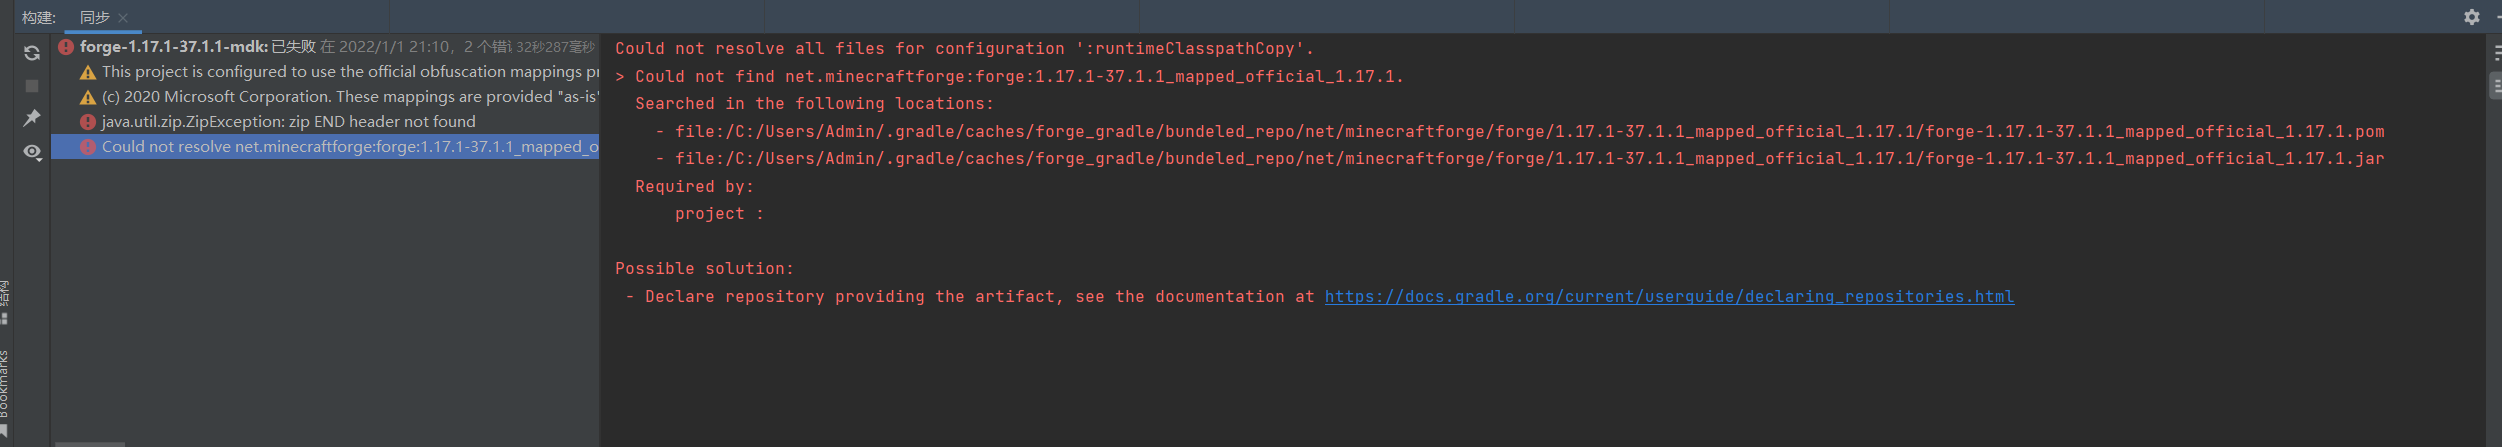 构建: 同步
forge-1.17.1-37.1.1-mdk: 已失败 在 2022/1/1 21:10, 2 个错 32秒287毫秒
This project is configured to use the official obfuscation mappings pr
(c) 2020 Microsoft Corporation. These mappings are provided "as-is"
java.util.zip.ZipException: zip END header not found
Could not resolve net.minecraftforge:forge:1.17.1-37.1.1_mapped_o
Could not resolve all files for configuration ':runtimeClasspathCopy'.
> Could not find net.minecraftforge:forge:1.17.1-37.1.1_mapped_official_1.17.1.
Searched in the following locations:
- file:/C:/Users/Admin/.gradle/caches/forge_gradle/bundeled_repo/net/minecraftforge/forge/1.17.1-37.1.1_mapped_official_1.17.1/forge-1.17.1-37.1.1_mapped_official_1.17.1.pom
- file:/C:/Users/Admin/.gradle/caches/forge_gradle/bundeled_repo/net/minecraftforge/forge/1.17.1-37.1.1_mapped_official_1.17.1/forge-1.17.1-37.1.1_mapped_official_1.17.1.jar
Required by:
project :
Possible solution:
- Declare repository providing the artifact, see the documentation at https://docs.gradle.org/current/userguide/declaring_repositories.html
结构
Bookmarks